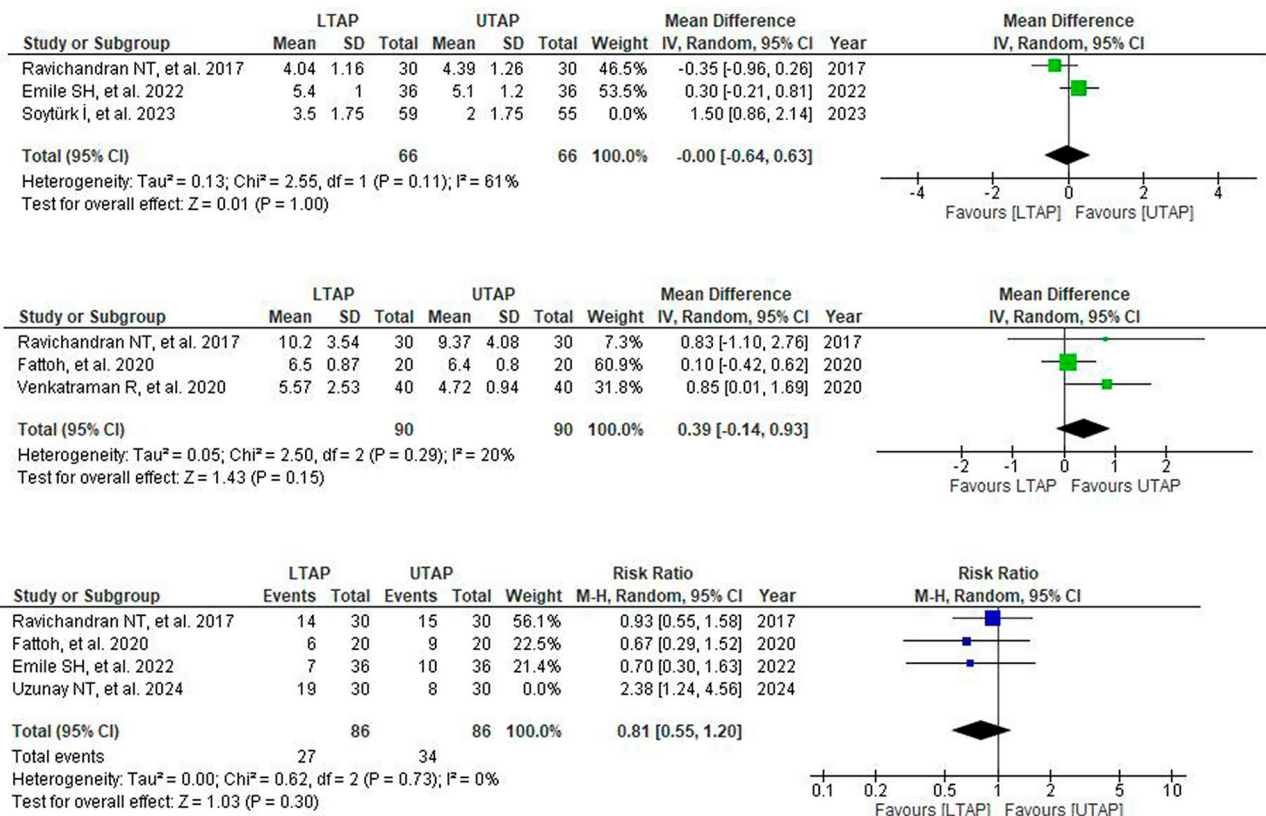 LTAP UTAP Mean Difference Mean Difference
Study or Subgroup Mean SD Total Mean SD Total Weight IV, Random, 95% CI Year IV, Random, 95% CI
Ravichandran NT, et al. 2017 4.04 1.16 30 4.39 1.26 30 46.5% -0.35 [-0.96, 0.26] 2017
Emile SH, et al. 2022 5.4 1 36 5.1 1.2 36 53.5% 0.30 [-0.21, 0.81] 2022
Soytürk İ, et al. 2023 3.5 1.75 59 2 1.75 55 0.0% 1.50 [0.86, 2.14] 2023
Total (95% CI) 66 66 100.0% -0.00 [-0.64, 0.63]
Heterogeneity: Tau² = 0.13; Chi² = 2.55, df = 1 (P = 0.11); I² = 61%
Test for overall effect: Z = 0.01 (P = 1.00)
-4 -2 0 2 4
Favours [LTAP] Favours [UTAP]
LTAP UTAP Mean Difference Mean Difference
Study or Subgroup Mean SD Total Mean SD Total Weight IV, Random, 95% CI Year IV, Random, 95% CI
Ravichandran NT, et al. 2017 10.2 3.54 30 9.37 4.08 30 7.3% 0.83 [-1.10, 2.76] 2017
Fattoh, et al. 2020 6.5 0.87 20 6.4 0.8 20 60.9% 0.10 [-0.42, 0.62] 2020
Venkatraman R, et al. 2020 5.57 2.53 40 4.72 0.94 40 31.8% 0.85 [0.01, 1.69] 2020
Total (95% CI) 90 90 100.0% 0.39 [-0.14, 0.93]
Heterogeneity: Tau² = 0.05; Chi² = 2.50, df = 2 (P = 0.29); I² = 20%
Test for overall effect: Z = 1.43 (P = 0.15)
-2 -1 0 1 2
Favours LTAP Favours UTAP
LTAP UTAP Risk Ratio Risk Ratio
Study or Subgroup Events Total Events Total Weight M-H, Random, 95% CI Year M-H, Random, 95% CI
Ravichandran NT, et al. 2017 14 30 15 30 56.1% 0.93 [0.55, 1.58] 2017
Fattoh, et al. 2020 6 20 9 20 22.5% 0.67 [0.29, 1.52] 2020
Emile SH, et al. 2022 7 36 10 36 21.4% 0.70 [0.30, 1.63] 2022
Uzunay NT, et al. 2024 19 30 8 30 0.0% 2.38 [1.24, 4.56] 2024
Total (95% CI) 86 86 100.0% 0.81 [0.55, 1.20]
Total events 27 34
Heterogeneity: Tau² = 0.00; Chi² = 0.62, df = 2 (P = 0.73); I² = 0%
Test for overall effect: Z = 1.03 (P = 0.30)
0.1 0.2 0.5 1 2 5 10
Favours [LTAP] Favours [UTAP]